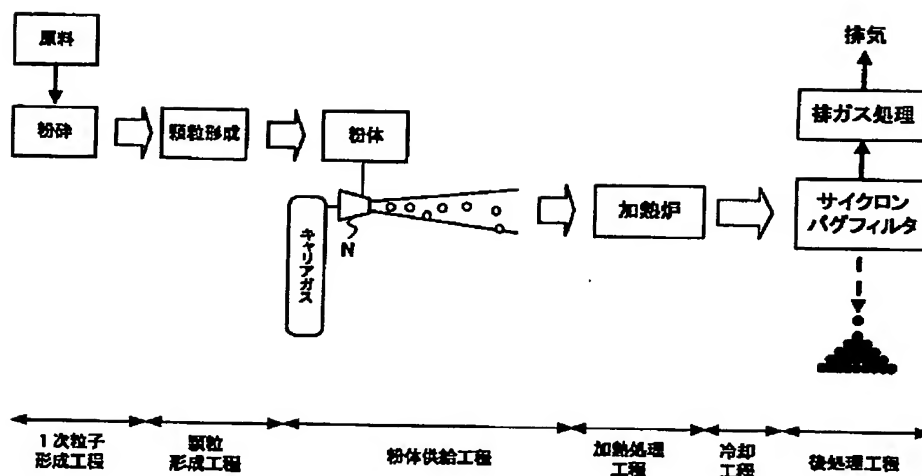 原料
排気
粉砕
顆粒形成
粉体
排ガス処理
加熱炉
サイクロン
バグフィルタ
キャリアガス
N
1次粒子
形成工程
顆粒
形成工程
粉体供給工程
加熱処理
工程
冷却
工程
後処理工程